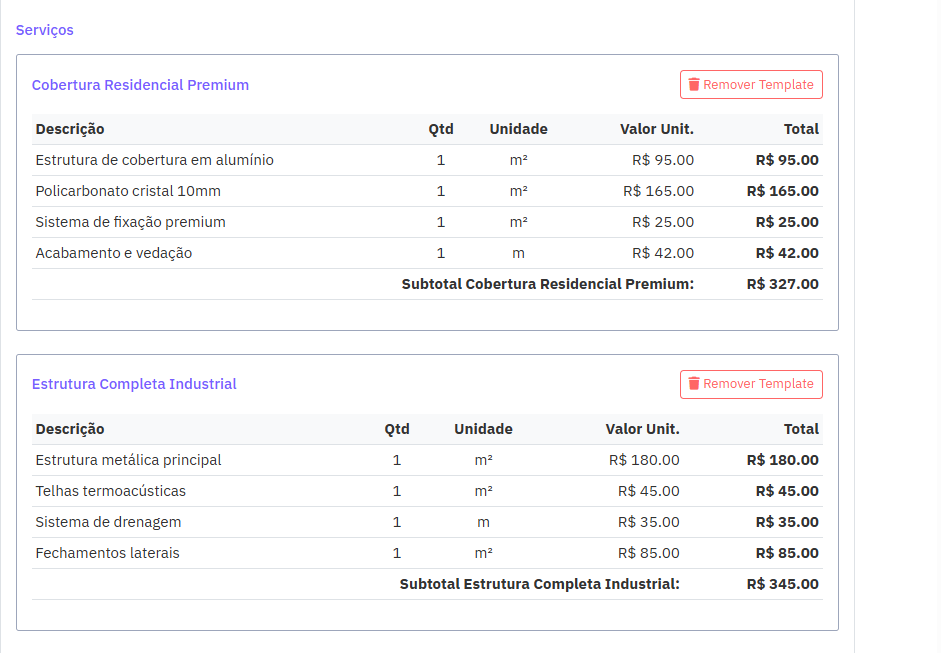 Serviços
Cobertura Residencial Premium Remover Template
Descrição Qtd Unidade Valor Unit. Total
Estrutura de cobertura em alumínio 1 m² R$ 95.00 R$ 95.00
Policarbonato cristal 10mm 1 m² R$ 165.00 R$ 165.00
Sistema de fixação premium 1 m² R$ 25.00 R$ 25.00
Acabamento e vedação 1 m R$ 42.00 R$ 42.00
Subtotal Cobertura Residencial Premium: R$ 327.00
Estrutura Completa Industrial Remover Template
Descrição Qtd Unidade Valor Unit. Total
Estrutura metálica principal 1 m² R$ 180.00 R$ 180.00
Telhas termoacústicas 1 m² R$ 45.00 R$ 45.00
Sistema de drenagem 1 m R$ 35.00 R$ 35.00
Fechamentos laterais 1 m² R$ 85.00 R$ 85.00
Subtotal Estrutura Completa Industrial: R$ 345.00